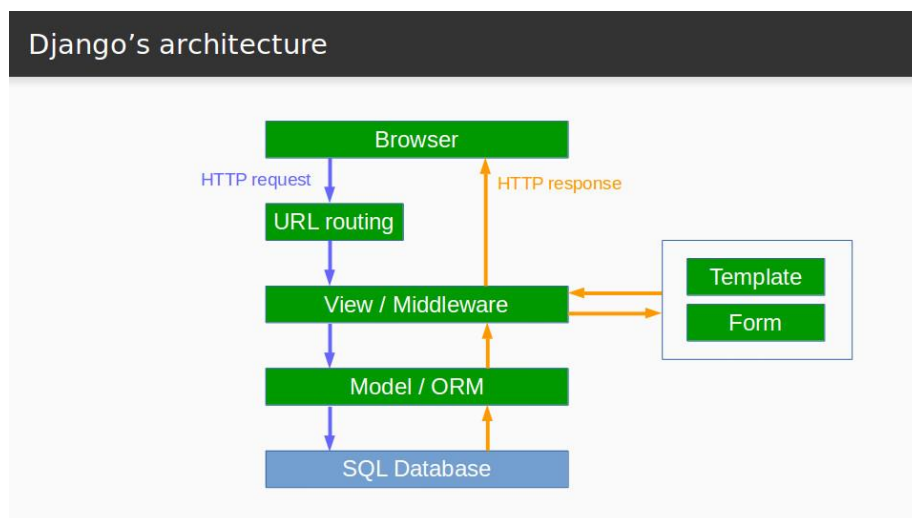 Django’s architecture
Browser
HTTP request
HTTP response
URL routing
View / Middleware
Template
Form
Model / ORM
SQL Database